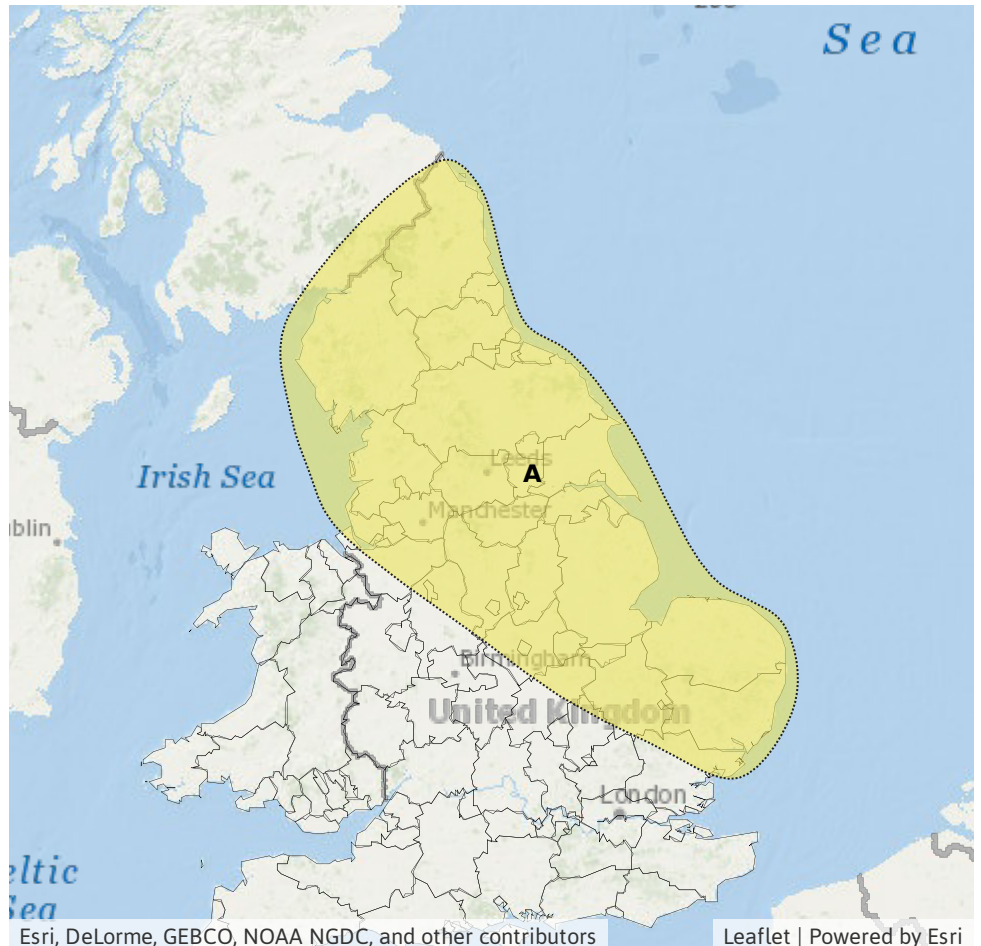 Sea
Irish Sea
Leeds
A
Manchester
blin
Birmingham
United Kingdom
London
eltic
Sea
Esri, DeLorme, GEBCO, NOAA NGDC, and other contributors
Leaflet | Powered by Esri